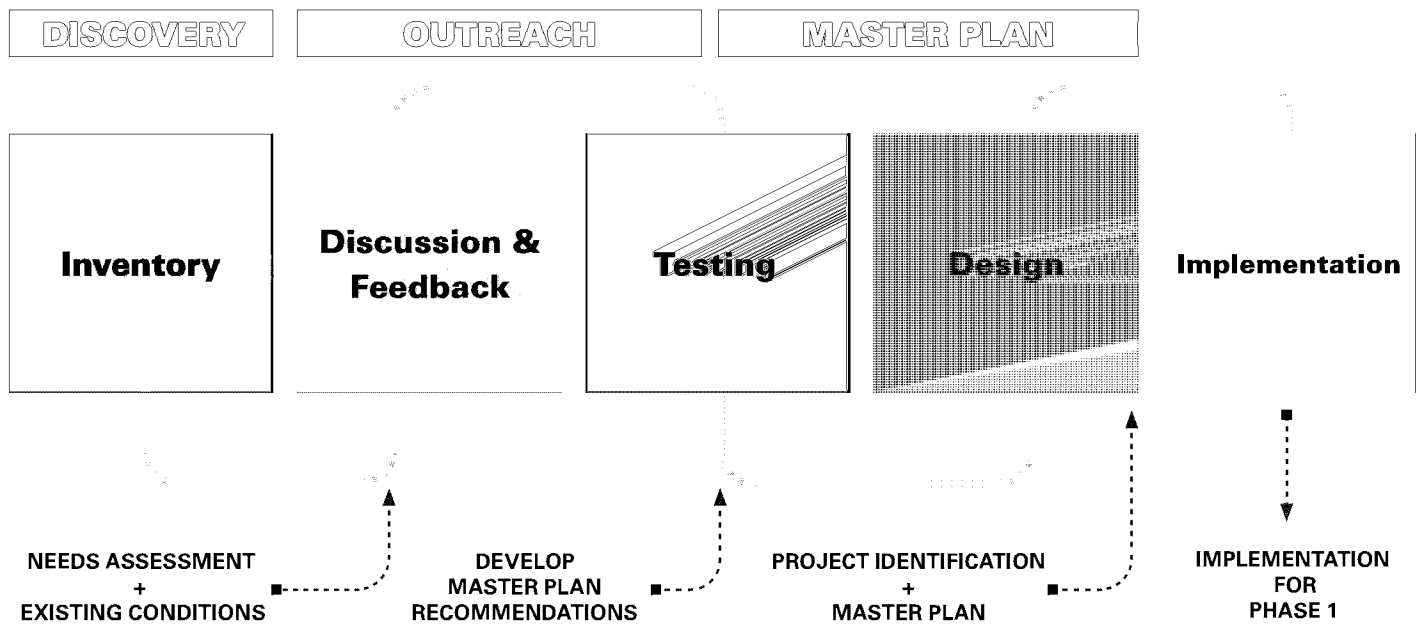 DISCOVERY
OUTREACH
MASTER PLAN
Inventory
Discussion &
Feedback
Testing
Design
Implementation
NEEDS ASSESSMENT
+
EXISTING CONDITIONS
DEVELOP
MASTER PLAN
RECOMMENDATIONS
PROJECT IDENTIFICATION
+
MASTER PLAN
IMPLEMENTATION
FOR
PHASE 1